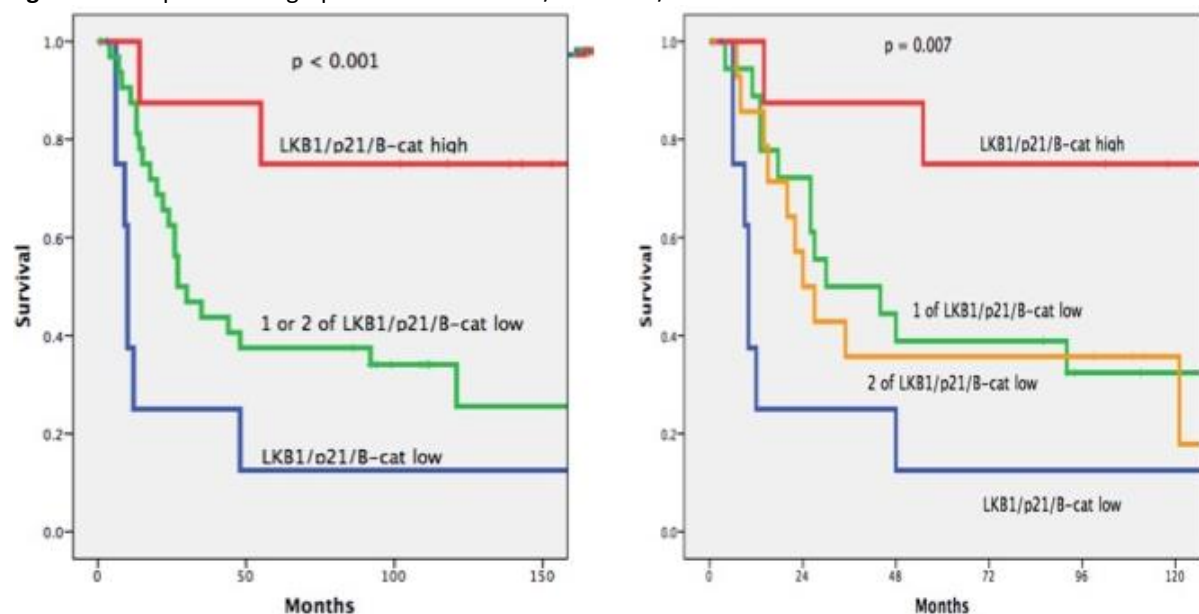 p < 0.001
LKB1/p21/B-cat high
1 or 2 of LKB1/p21/B-cat low
LKB1/p21/B-cat low
Survival
1.0
0.8
0.6
0.4
0.2
0.0
0 50 100 150
Months
p = 0.007
LKB1/p21/B-cat high
1 of LKB1/p21/B-cat low
2 of LKB1/p21/B-cat low
LKB1/p21/B-cat low
Survival
1.0
0.8
0.6
0.4
0.2
0.0
0 24 48 72 96 120
Months